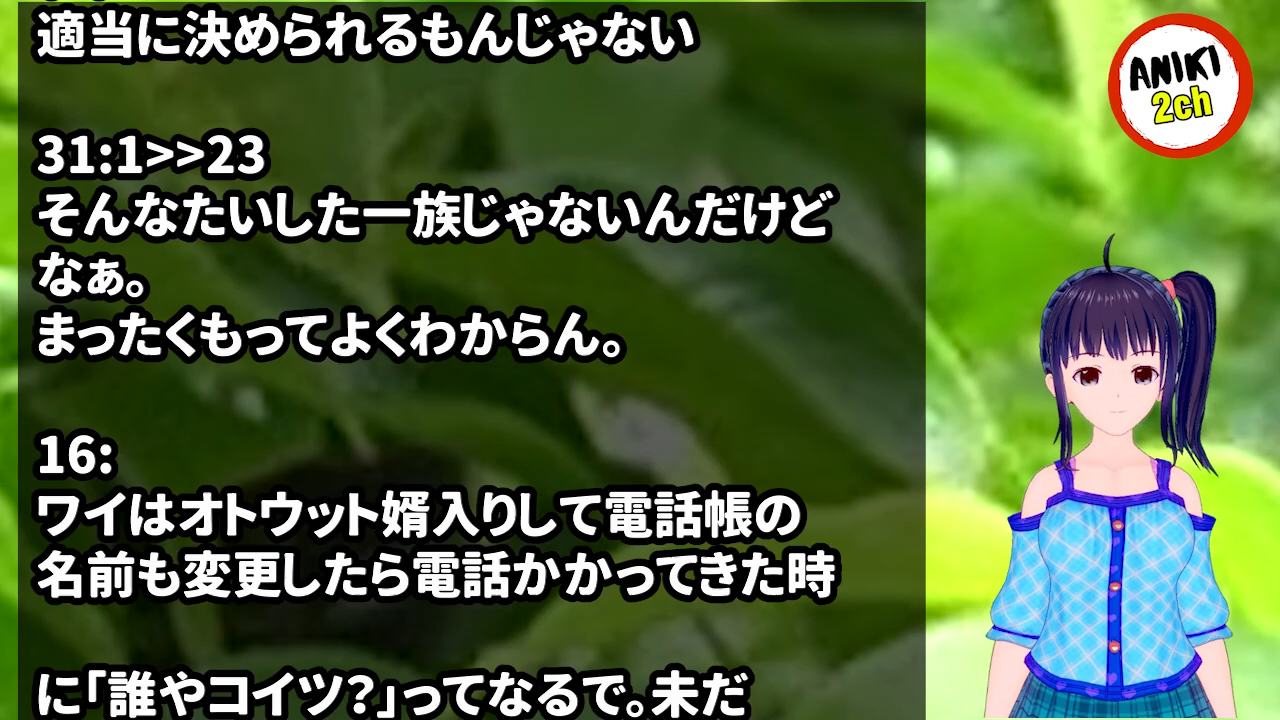 適当に決められるもんじゃない
31:1>>23
そんなたいした一族じゃないんだけど
なぁ。
まったくもってよくわからん。
16:
ワイはオトウット婿入りして電話帳の
名前も変更したら電話かかってきた時
に「誰やコイツ?」ってなるで。未だ
ANIKI
2ch